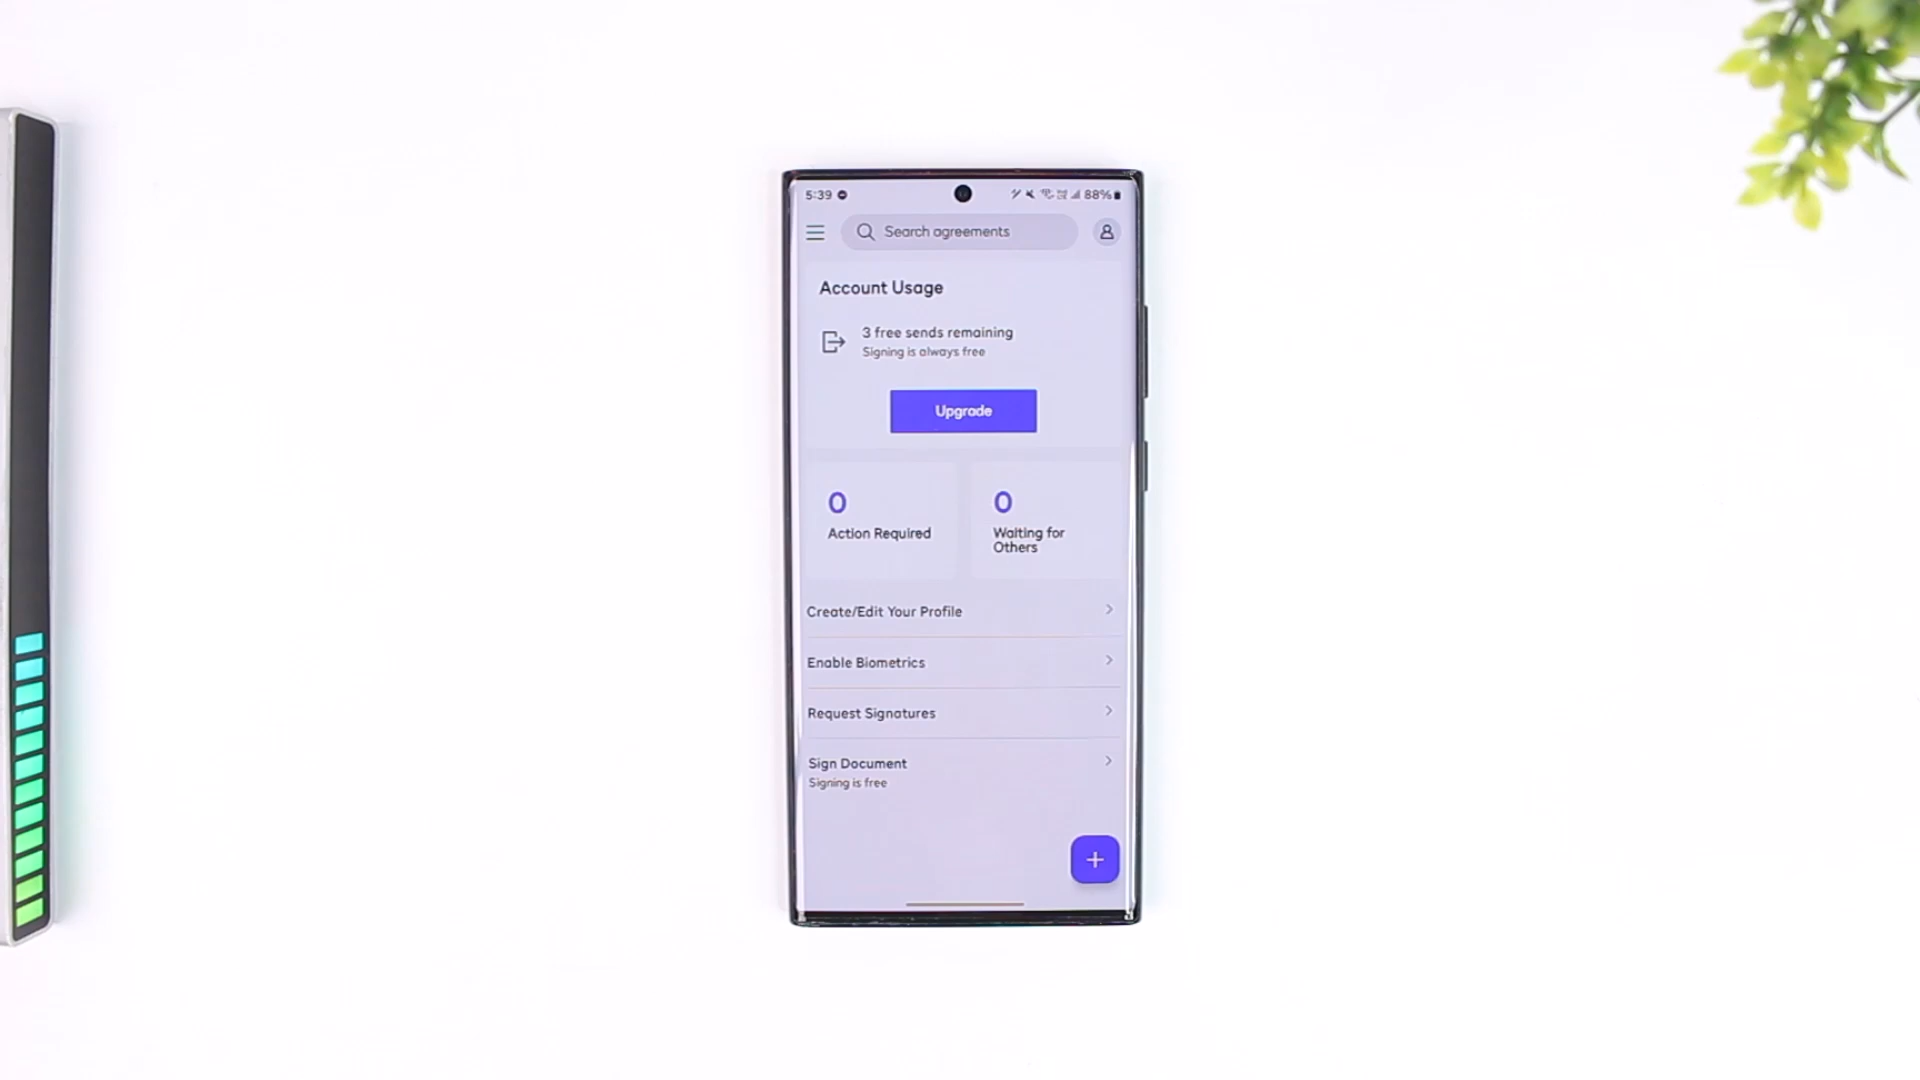 5:39
88%
Search agreements
Account Usage
3 free sends remaining
Signing is always free
Upgrade
0
Action Required
0
Waiting for
Others
Create/Edit Your Profile
Enable Biometrics
Request Signatures
Sign Document
Signing is free